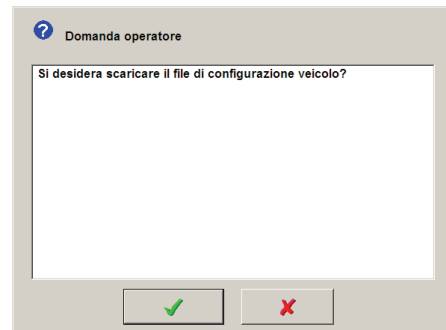 Domanda operatore
Si desidera scaricare il file di configurazione veicolo?